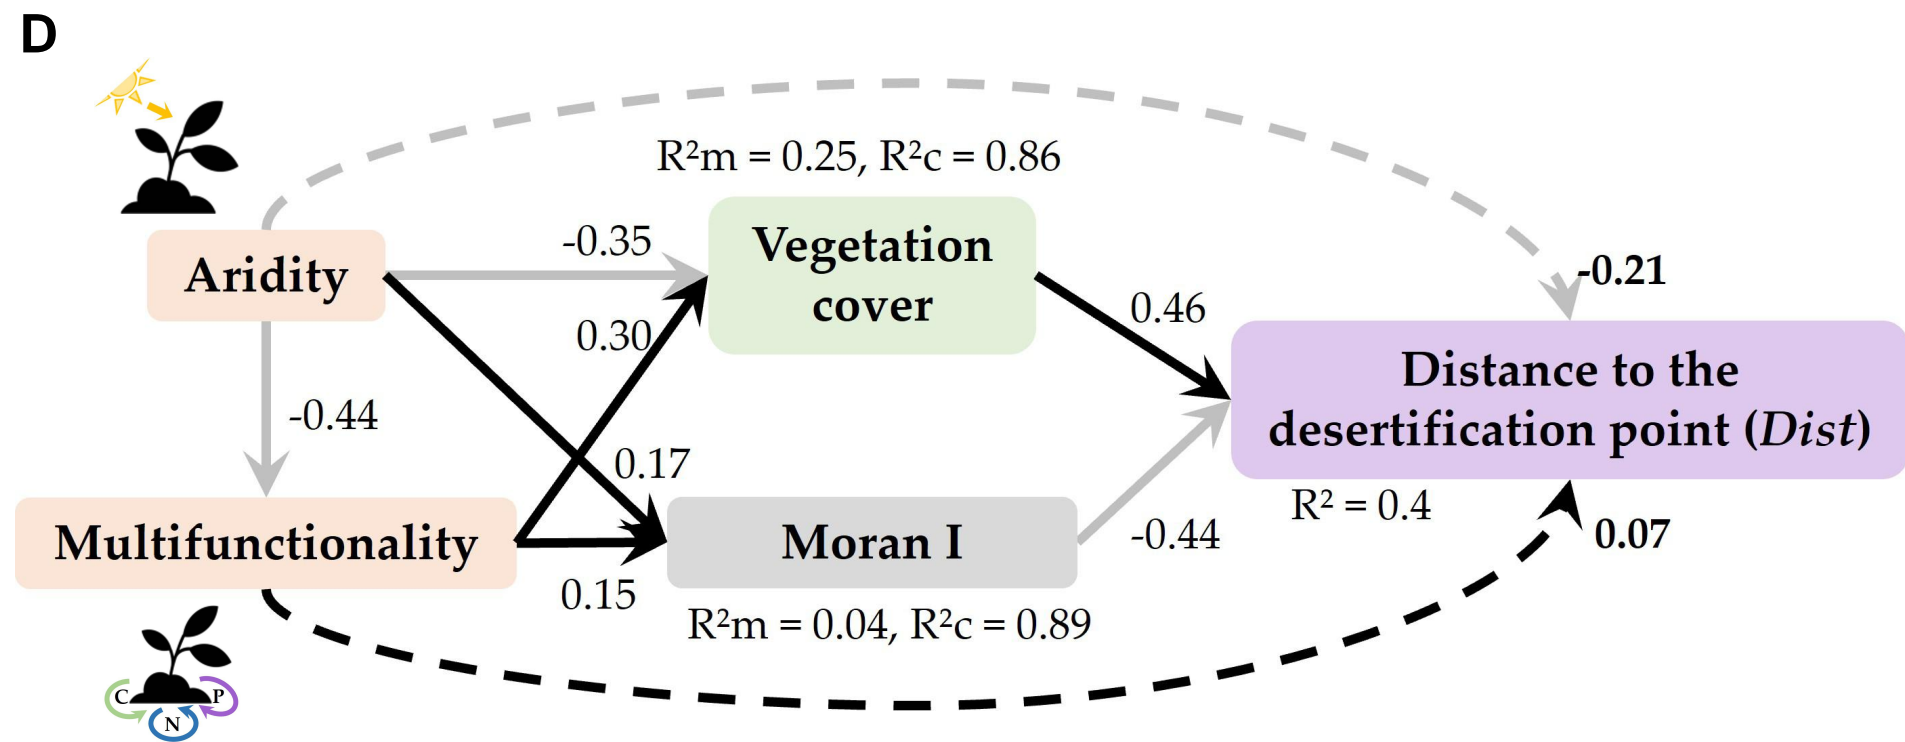 D
R²m = 0.25, R²c = 0.86
-0.35
Aridity
Vegetation
cover
-0.21
0.30
0.46
Distance to the
desertification point (Dist)
-0.44
0.17
R² = 0.4
Multifunctionality
Moran I
-0.44
0.07
0.15
R²m = 0.04, R²c = 0.89
C
P
N